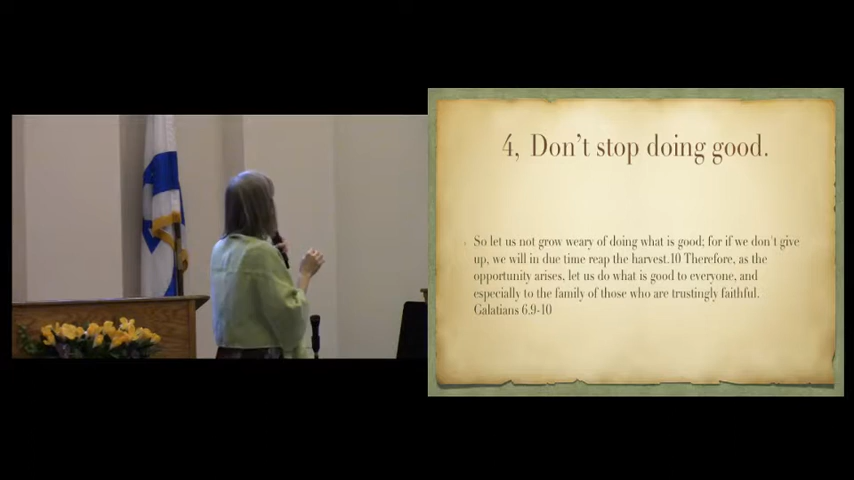 4, Don't stop doing good.
So let us not grow weary of doing what is good; for if we don't give
up, we will in due time reap the harvest.10 Therefore, as the
opportunity arises, let us do what is good to everyone, and
especially to the family of those who are trustingly faithful.
Galatians 6.9-10